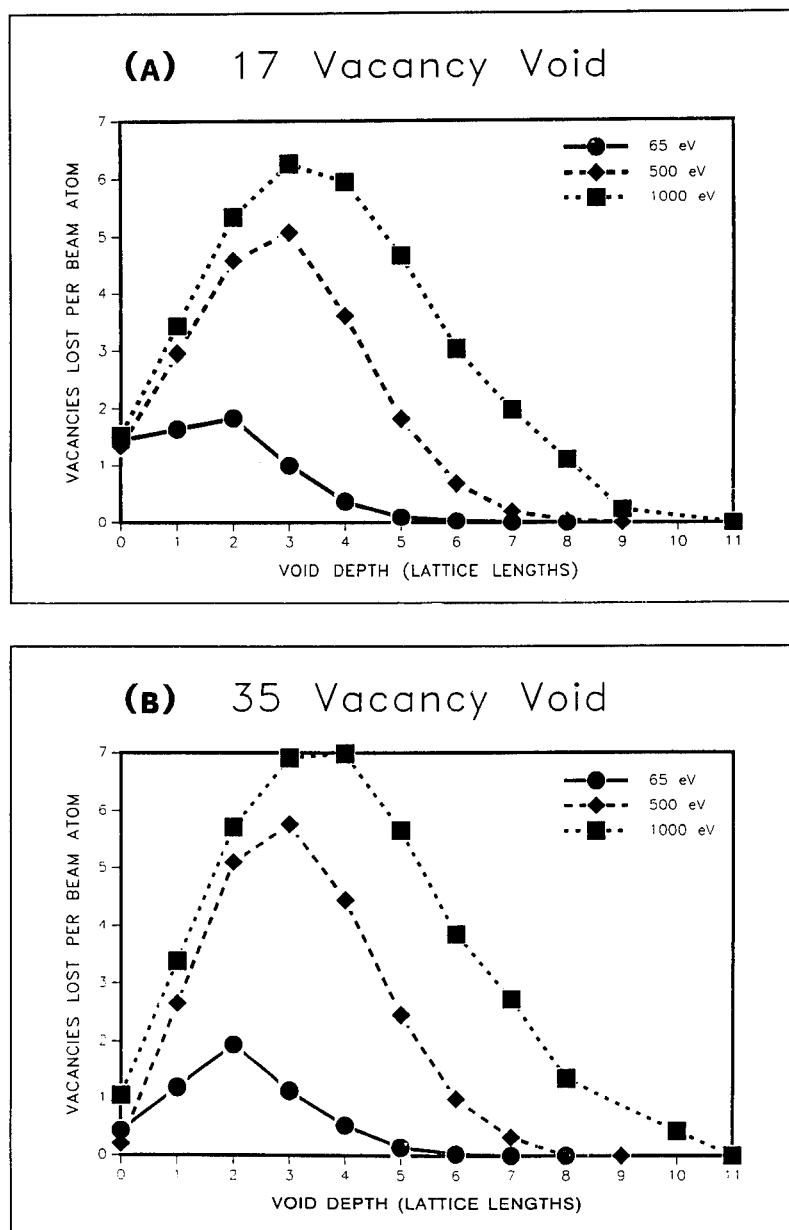 (A) 17 Vacancy Void
7
6
5
4
3
2
1
0
VACANCIES LOST PER BEAM ATOM
65 eV
500 eV
1000 eV
0 1 2 3 4 5 6 7 8 9 10 11
VOID DEPTH (LATTICE LENGTHS)
(B) 35 Vacancy Void
7
6
5
4
3
2
1
0
VACANCIES LOST PER BEAM ATOM
65 eV
500 eV
1000 eV
0 1 2 3 4 5 6 7 8 9 10 11
VOID DEPTH (LATTICE LENGTHS)